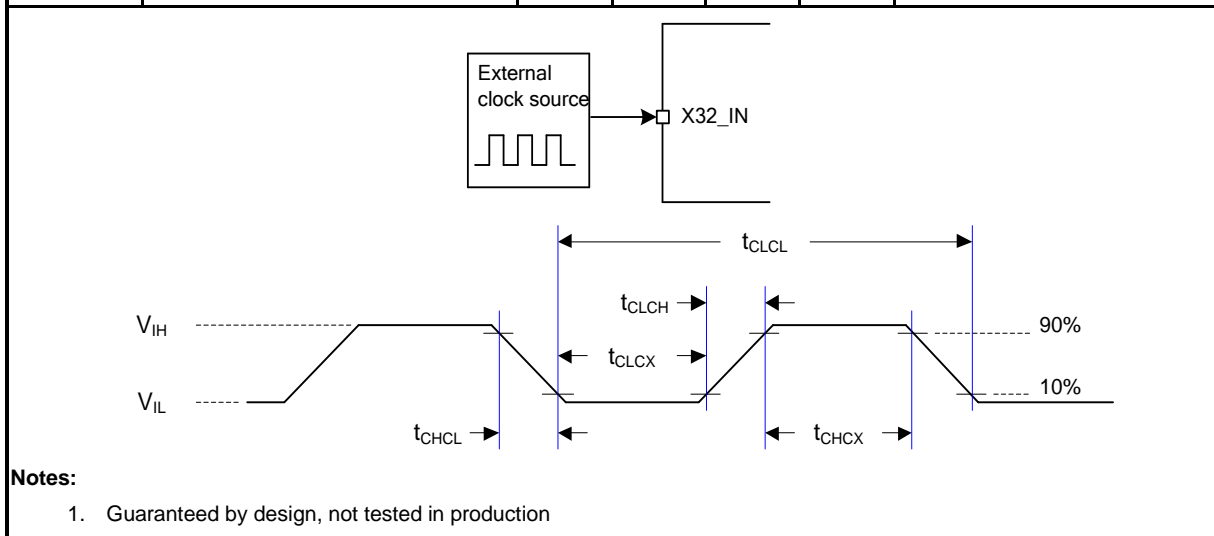 External
clock source
X32_IN
tCLCL
tCLCH
VIH
90%
tCLCX
VIL
10%
tCHCL
tCHCX
Notes:
1. Guaranteed by design, not tested in production